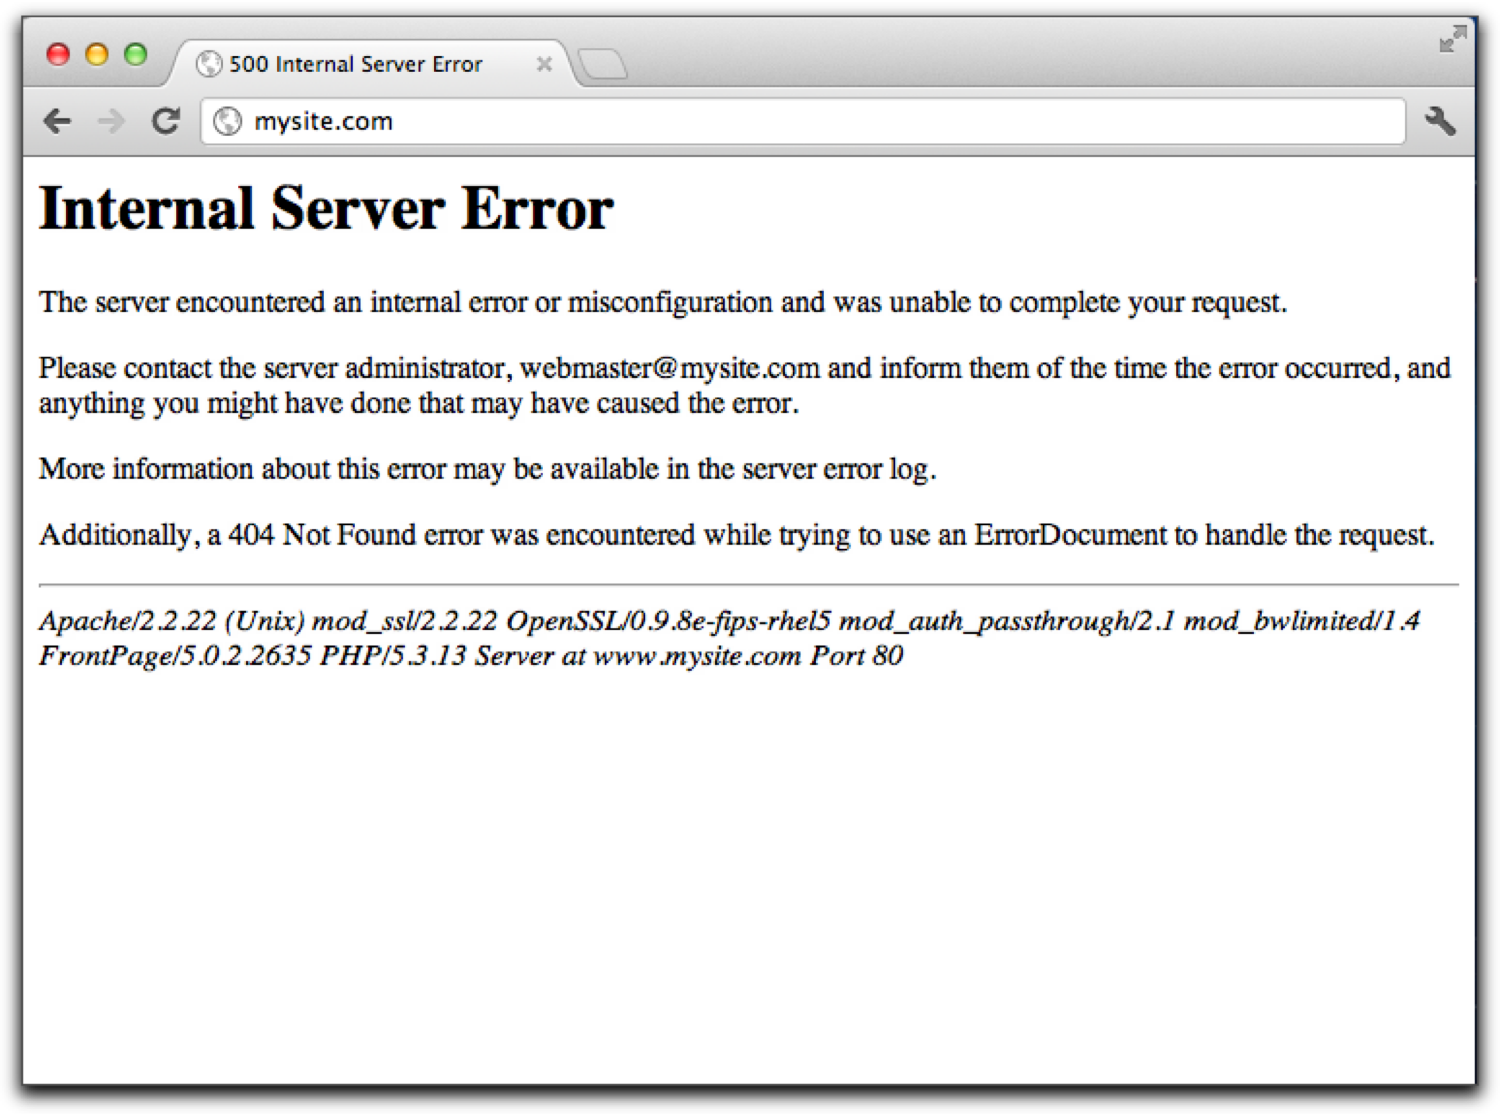 500 Internal Server Error
mysite.com
Internal Server Error
The server encountered an internal error or misconfiguration and was unable to complete your request.
Please contact the server administrator, webmaster@mysite.com and inform them of the time the error occurred, and
anything you might have done that may have caused the error.
More information about this error may be available in the server error log.
Additionally, a 404 Not Found error was encountered while trying to use an ErrorDocument to handle the request.
Apache/2.2.22 (Unix) mod_ssl/2.2.22 OpenSSL/0.9.8e-fips-rhel5 mod_auth_passthrough/2.1 mod_bwlimited/1.4
FrontPage/5.0.2.2635 PHP/5.3.13 Server at www.mysite.com Port 80